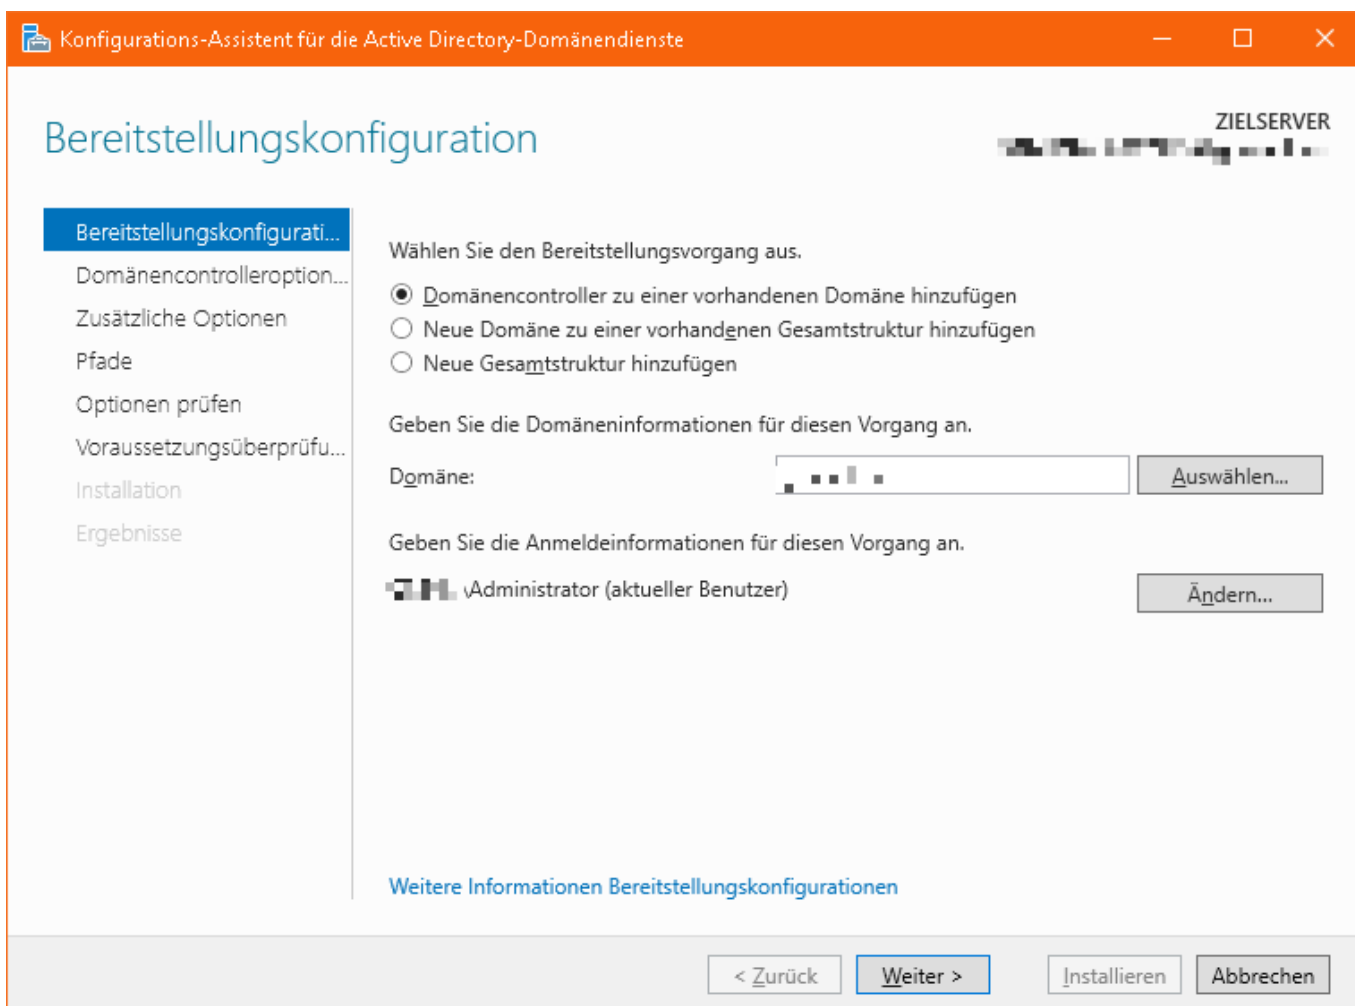 Konfigurations-Assistent für die Active Directory-Domänendienste
Bereitstellungskonfiguration
ZIELSERVER
Bereitstellungskonfigurati...
Domänencontrolleroption...
Zusätzliche Optionen
Pfade
Optionen prüfen
Voraussetzungsüberprüfu...
Installation
Ergebnisse
Wählen Sie den Bereitstellungsvorgang aus.
Domänencontroller zu einer vorhandenen Domäne hinzufügen
Neue Domäne zu einer vorhandenen Gesamtstruktur hinzufügen
Neue Gesamtstruktur hinzufügen
Geben Sie die Domäneninformationen für diesen Vorgang an.
Domäne:
Auswählen...
Geben Sie die Anmeldeinformationen für diesen Vorgang an.
\Administrator (aktueller Benutzer)
Ändern...
Weitere Informationen Bereitstellungskonfigurationen
< Zurück
Weiter >
Installieren
Abbrechen